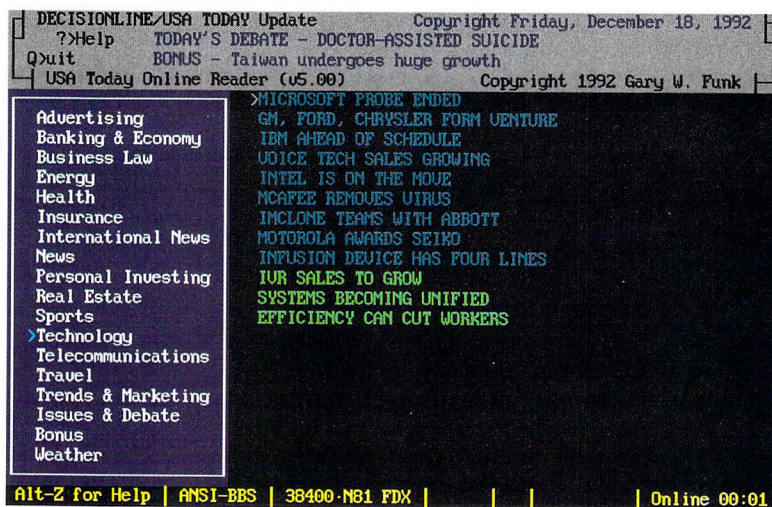 DECISIONLINE/USA TODAY Update Copyright Friday, December 18, 1992
?>Help TODAY'S DEBATE - DOCTOR-ASSISTED SUICIDE
Q>uit BONUS - Taiwan undergoes huge growth
USA Today Online Reader (v5.00) Copyright 1992 Gary W. Funk
Advertising
Banking & Economy
Business Law
Energy
Health
Insurance
International News
News
Personal Investing
Real Estate
Sports
>Technology
Telecommunications
Travel
Trends & Marketing
Issues & Debate
Bonus
Weather
>MICROSOFT PROBE ENDED
GM, FORD, CHRYSLER FORM VENTURE
IBM AHEAD OF SCHEDULE
VOICE TECH SALES GROWING
INTEL IS ON THE MOVE
MCAFEE REMOVES VIRUS
IMCLONE TEAMS WITH ABBOTT
MOTOROLA AWARDS SEIKO
INFUSION DEVICE HAS FOUR LINES
IVR SALES TO GROW
SYSTEMS BECOMING UNIFIED
EFFICIENCY CAN CUT WORKERS
Alt-Z for Help | ANSI-BBS | 38400·N81 FDX | | | | Online 00:01